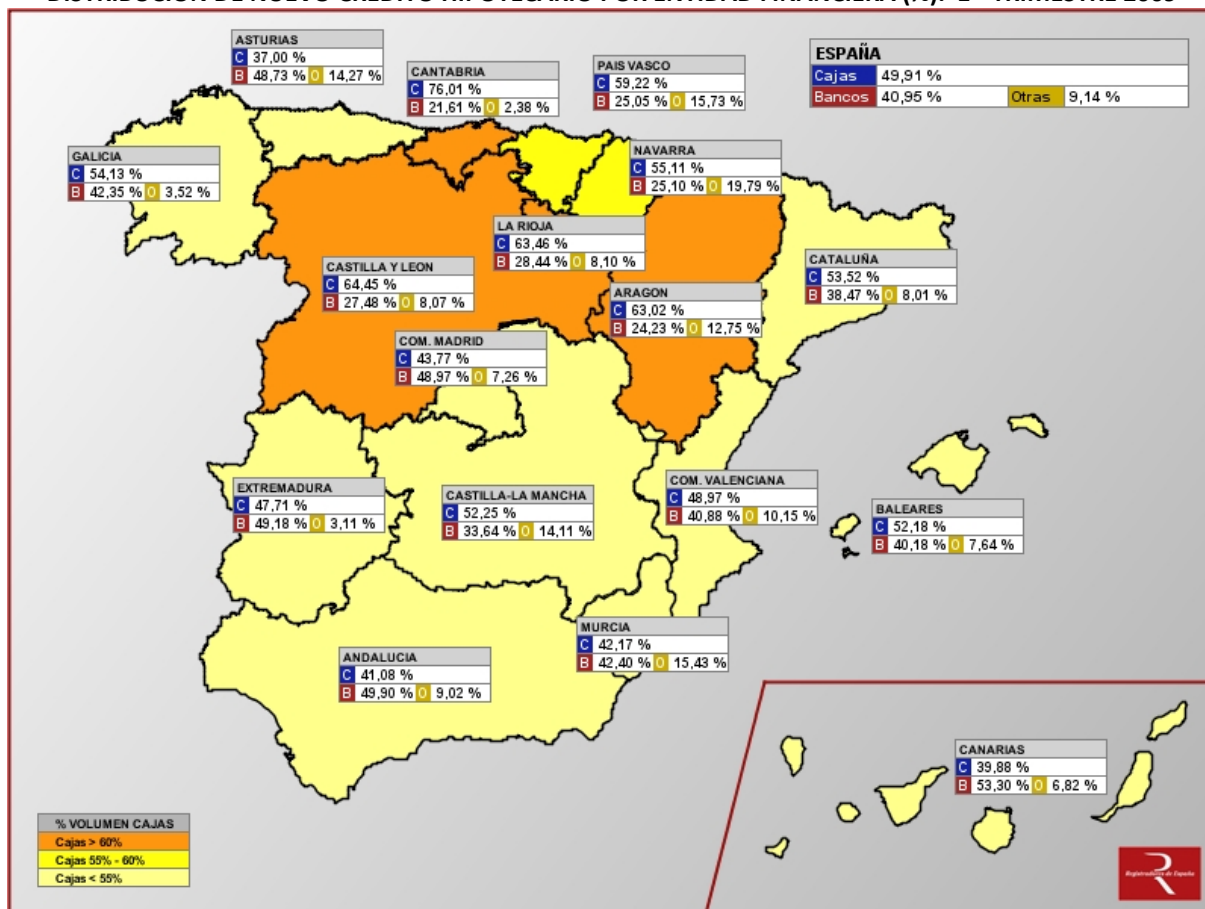 ASTURIAS
C 37,00 %
B 48,73 % O 14,27 %
CANTABRIA
C 76,01 %
B 21,61 % O 2,38 %
PAIS VASCO
C 59,22 %
B 25,05 % O 15,73 %
ESPAÑA
Cajas 49,91 %
Bancos 40,95 % Otras 9,14 %
GALICIA
C 54,13 %
B 42,35 % O 3,52 %
NAVARRA
C 55,11 %
B 25,10 % O 19,79 %
LA RIOJA
C 63,46 %
B 28,44 % O 8,10 %
CASTILLA Y LEON
C 64,45 %
B 27,48 % O 8,07 %
CATALUÑA
C 53,52 %
B 38,47 % O 8,01 %
ARAGON
C 63,02 %
B 24,23 % O 12,75 %
COM. MADRID
C 43,77 %
B 48,97 % O 7,26 %
EXTREMADURA
C 47,71 %
B 49,18 % O 3,11 %
CASTILLA-LA MANCHA
C 52,25 %
B 33,64 % O 14,11 %
COM. VALENCIANA
C 48,97 %
B 40,88 % O 10,15 %
BALEARES
C 52,18 %
B 40,18 % O 7,64 %
MURCIA
C 42,17 %
B 42,40 % O 15,43 %
ANDALUCIA
C 41,08 %
B 49,90 % O 9,02 %
CANARIAS
C 39,88 %
B 53,30 % O 6,82 %
% VOLUMEN CAJAS
Cajas > 60%
Cajas 55% - 60%
Cajas < 55%
Registradores de España